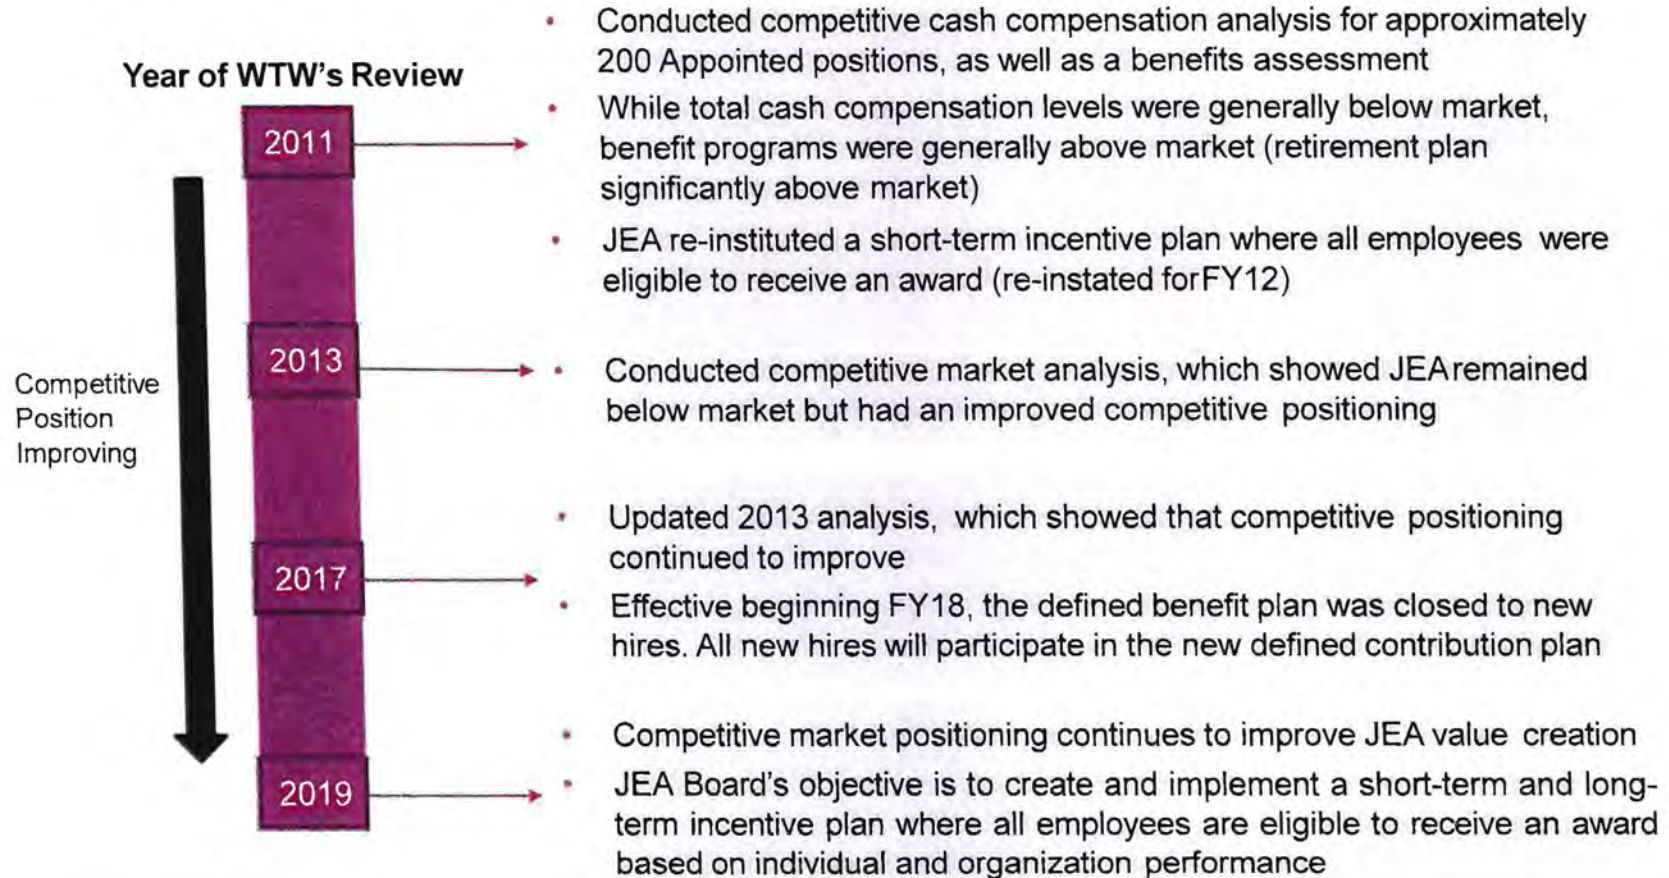 Year of WTW's Review
2011
• Conducted competitive cash compensation analysis for approximately
200 Appointed positions, as well as a benefits assessment
• While total cash compensation levels were generally below market,
benefit programs were generally above market (retirement plan
significantly above market)
• JEA re-instituted a short-term incentive plan where all employees were
eligible to receive an award (re-instated forFY12)
Competitive
Position
Improving
2013
• Conducted competitive market analysis, which showed JEAremained
below market but had an improved competitive positioning
2017
• Updated 2013 analysis, which showed that competitive positioning
continued to improve
• Effective beginning FY18, the defined benefit plan was closed to new
hires. All new hires will participate in the new defined contribution plan
2019
• Competitive market positioning continues to improve JEA value creation
• JEA Board's objective is to create and implement a short-term and long-
term incentive plan where all employees are eligible to receive an award
based on individual and organization performance